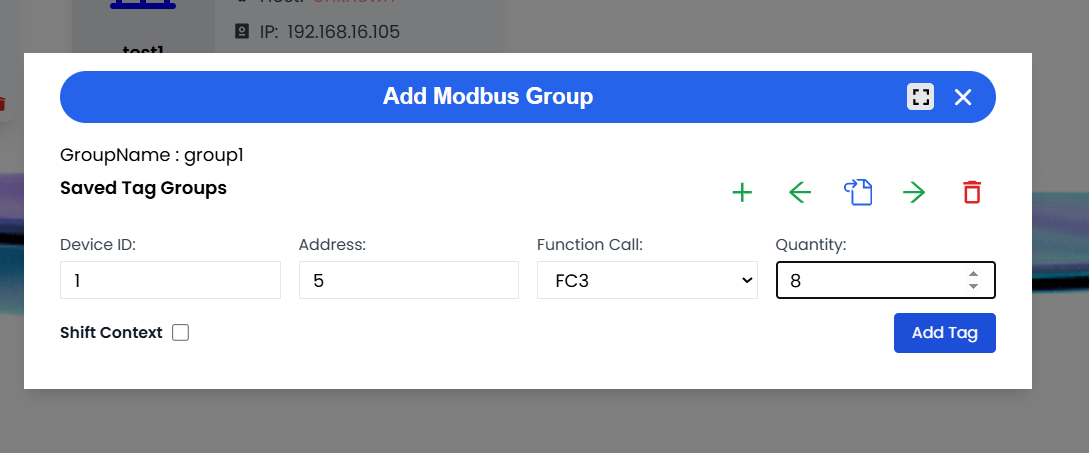 Host: Unknown
IP: 192.168.16.105
test1
Add Modbus Group
GroupName : group1
Saved Tag Groups
Device ID: Address: Function Call: Quantity:
1 5 FC3 8
Shift Context Add Tag